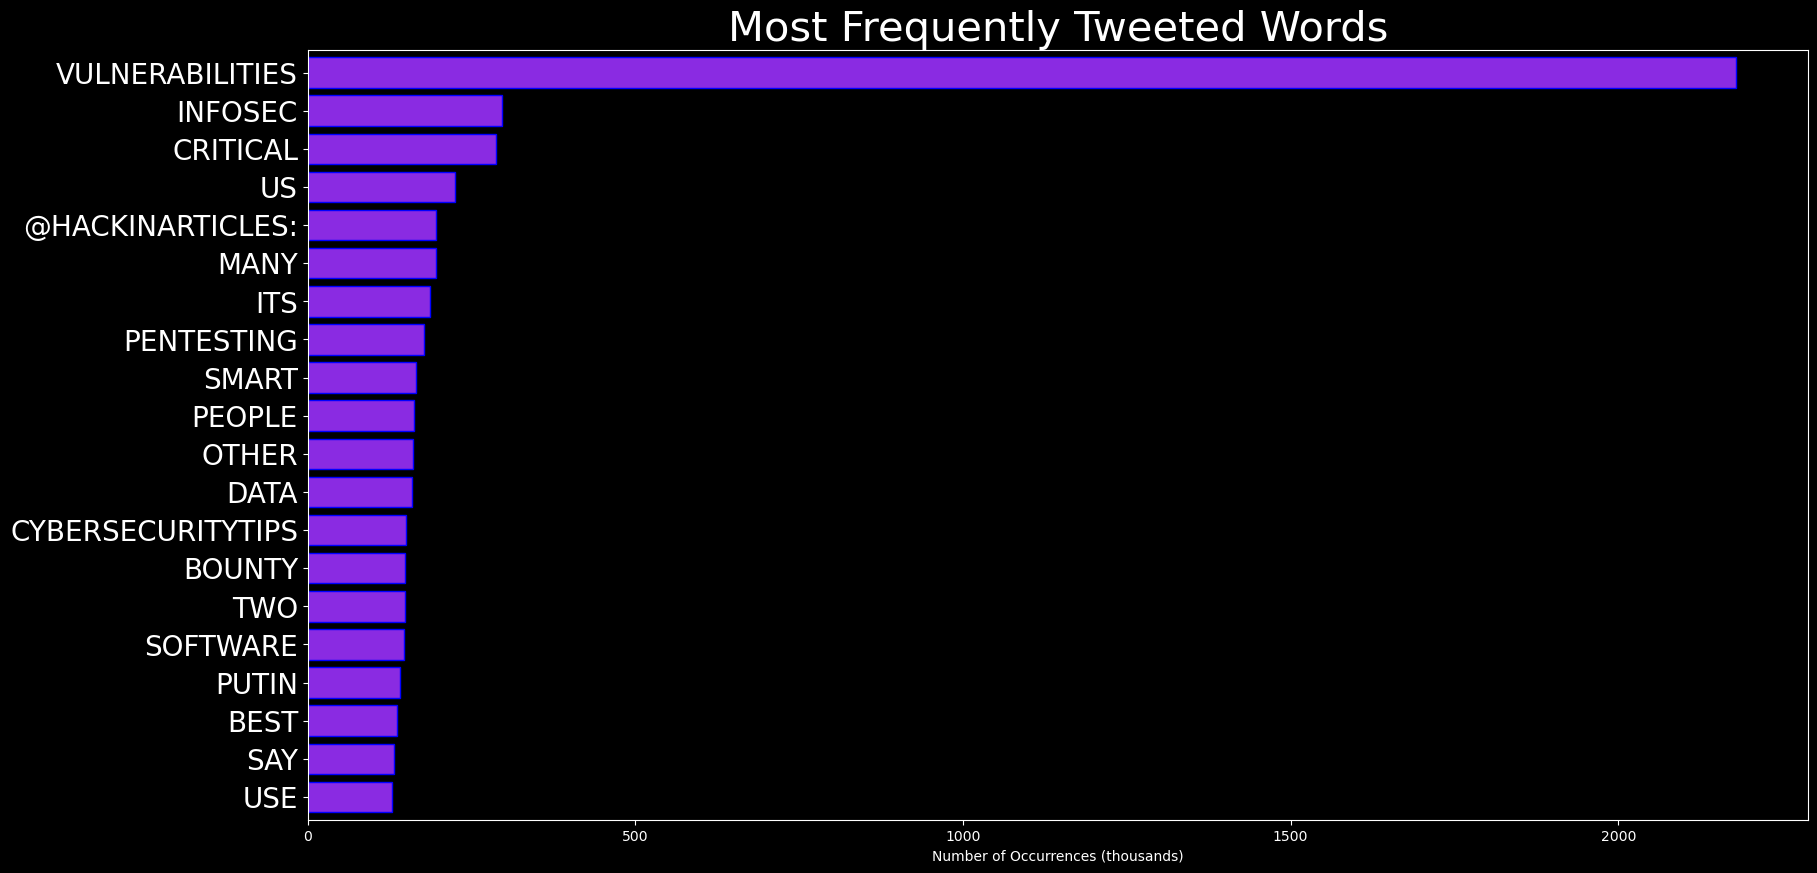 Most Frequently Tweeted Words
VULNERABILITIES
INFOSEC
CRITICAL
US
@HACKINARTICLES:
MANY
ITS
PENTESTING
SMART
PEOPLE
OTHER
DATA
CYBERSECURITYTIPS
BOUNTY
TWO
SOFTWARE
PUTIN
BEST
SAY
USE
0 500 1000 1500 2000
Number of Occurrences (thousands)